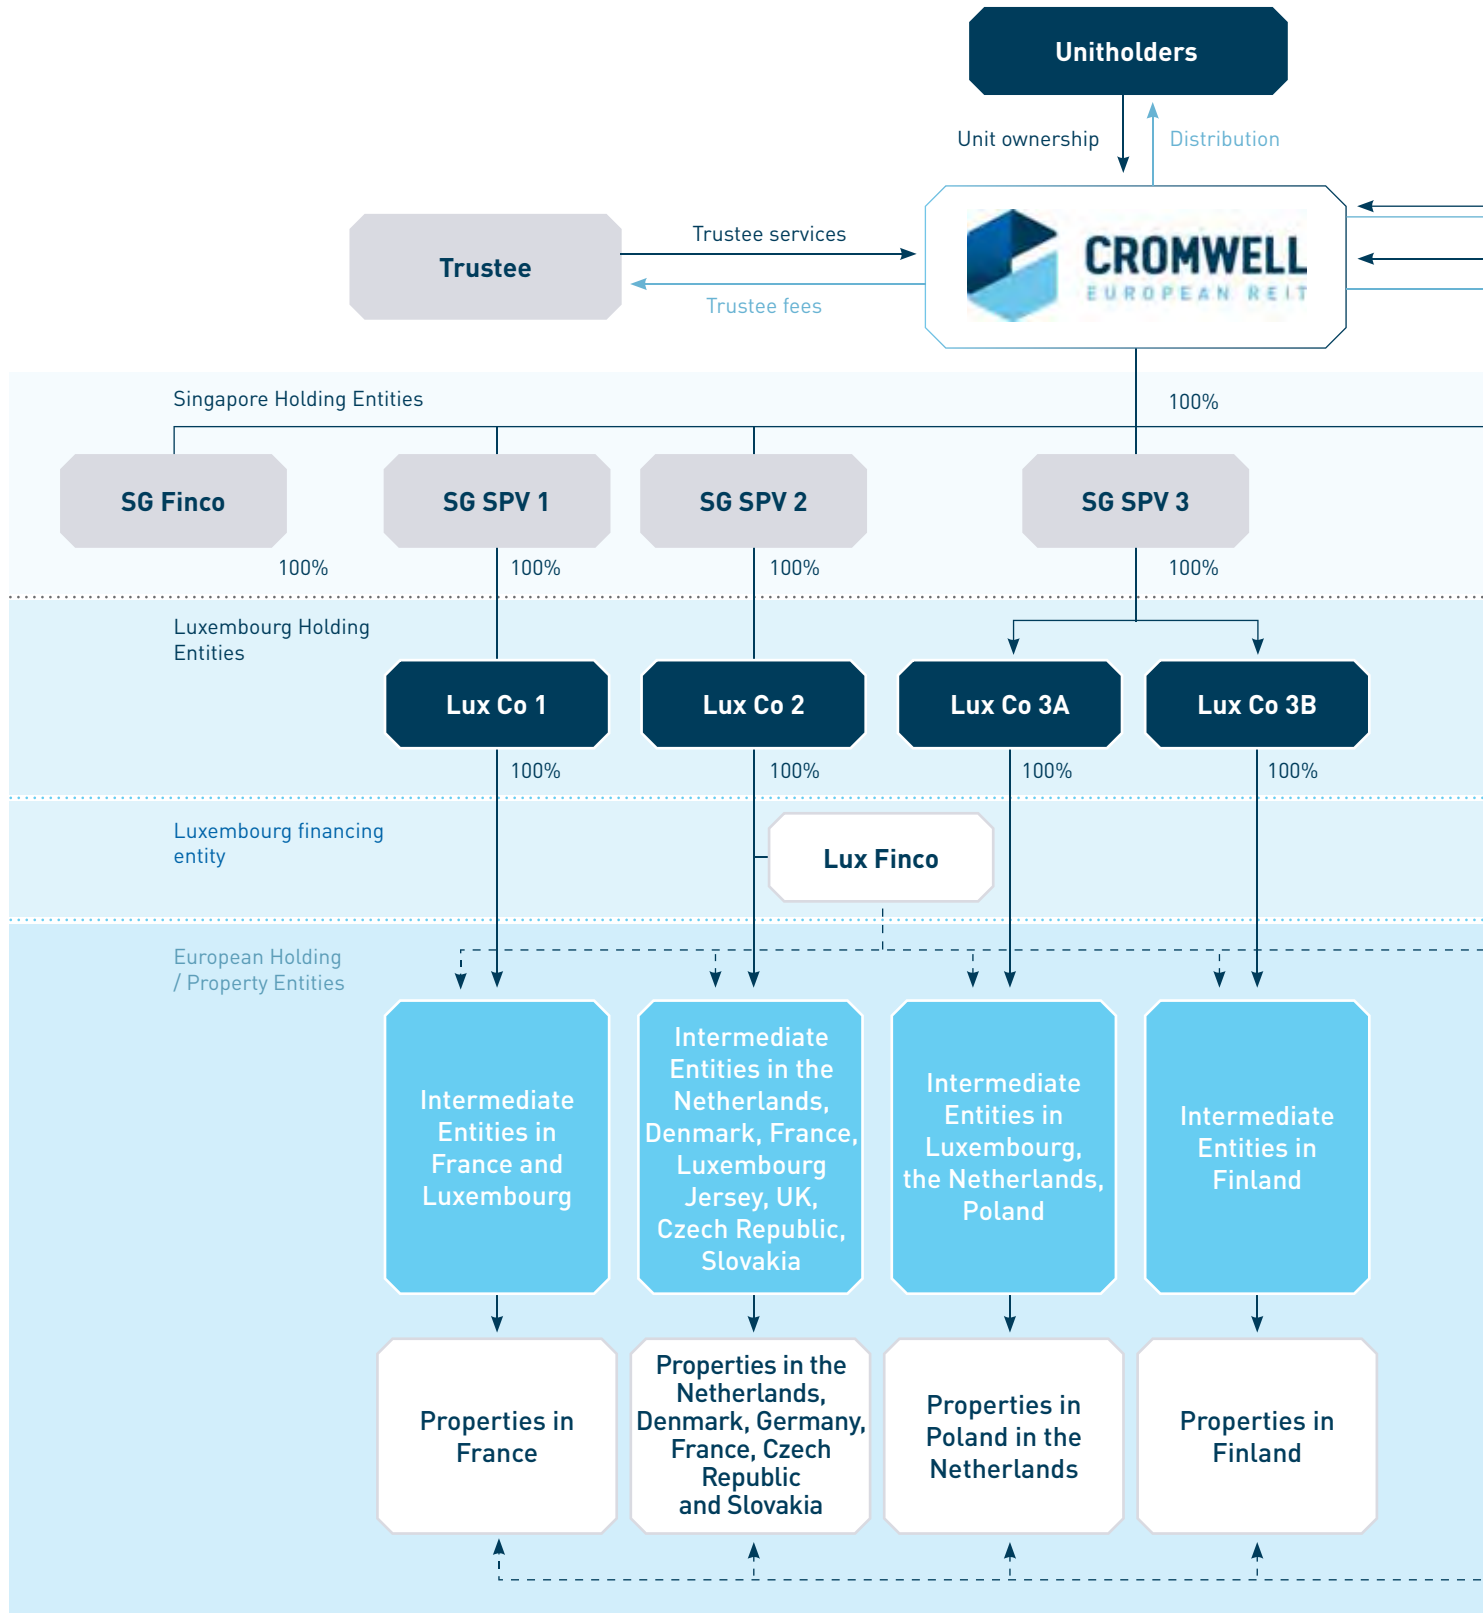 Unitholders
Unit ownership
Distribution
Trustee
Trustee services
Trustee fees
CROMWELL
EUROPEAN REIT
Singapore Holding Entities
100%
SG Finco
SG SPV 1
SG SPV 2
SG SPV 3
100%
100%
100%
100%
Luxembourg Holding
Entities
Lux Co 1
Lux Co 2
Lux Co 3A
Lux Co 3B
100%
100%
100%
100%
Luxembourg financing
entity
Lux Finco
European Holding
/ Property Entities
Intermediate
Entities in
France and
Luxembourg
Intermediate
Entities in the
Netherlands,
Denmark, France,
Luxembourg
Jersey, UK,
Czech Republic,
Slovakia
Intermediate
Entities in
Luxembourg,
the Netherlands,
Poland
Intermediate
Entities in
Finland
Properties in
France
Properties in the
Netherlands,
Denmark, Germany,
France, Czech
Republic
and Slovakia
Properties in
Poland in the
Netherlands
Properties in
Finland